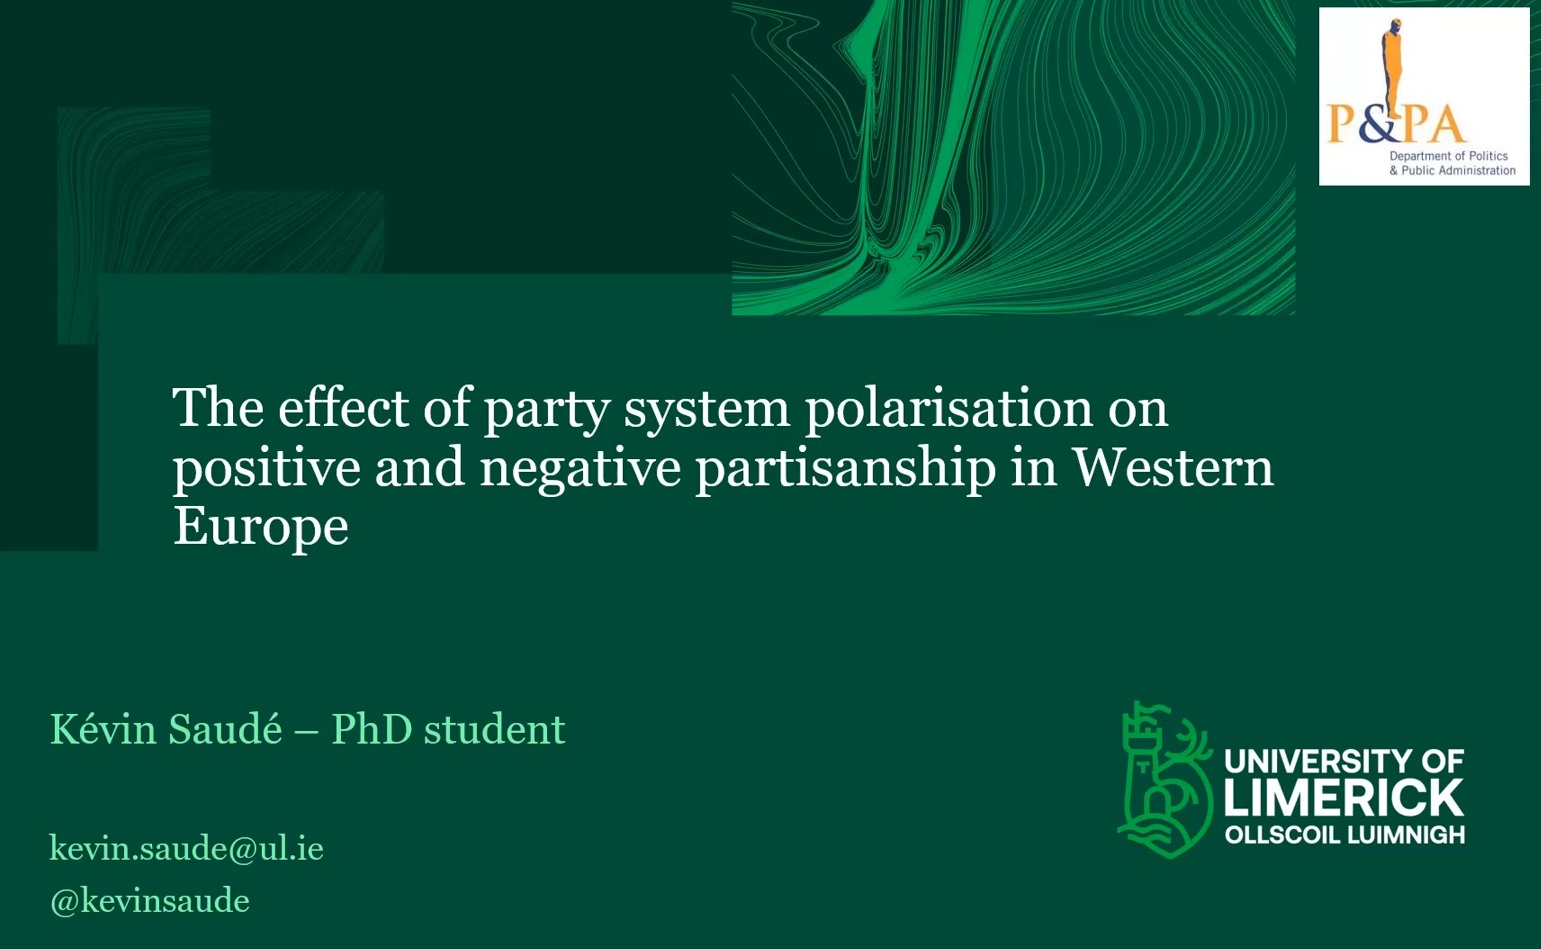 P&PA
Department of Politics
& Public Administration
The effect of party system polarisation on
positive and negative partisanship in Western
Europe
Kévin Saudé – PhD student
kevin.saude@ul.ie
@kevinsaude
UNIVERSITY OF
LIMERICK
OLLSCOIL LUIMNIGH